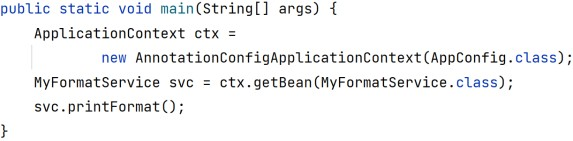 public static void main(String[] args) {
    ApplicationContext ctx =
            new AnnotationConfigApplicationContext(AppConfig.class);
    MyFormatService svc = ctx.getBean(MyFormatService.class);
    svc.printFormat();
}